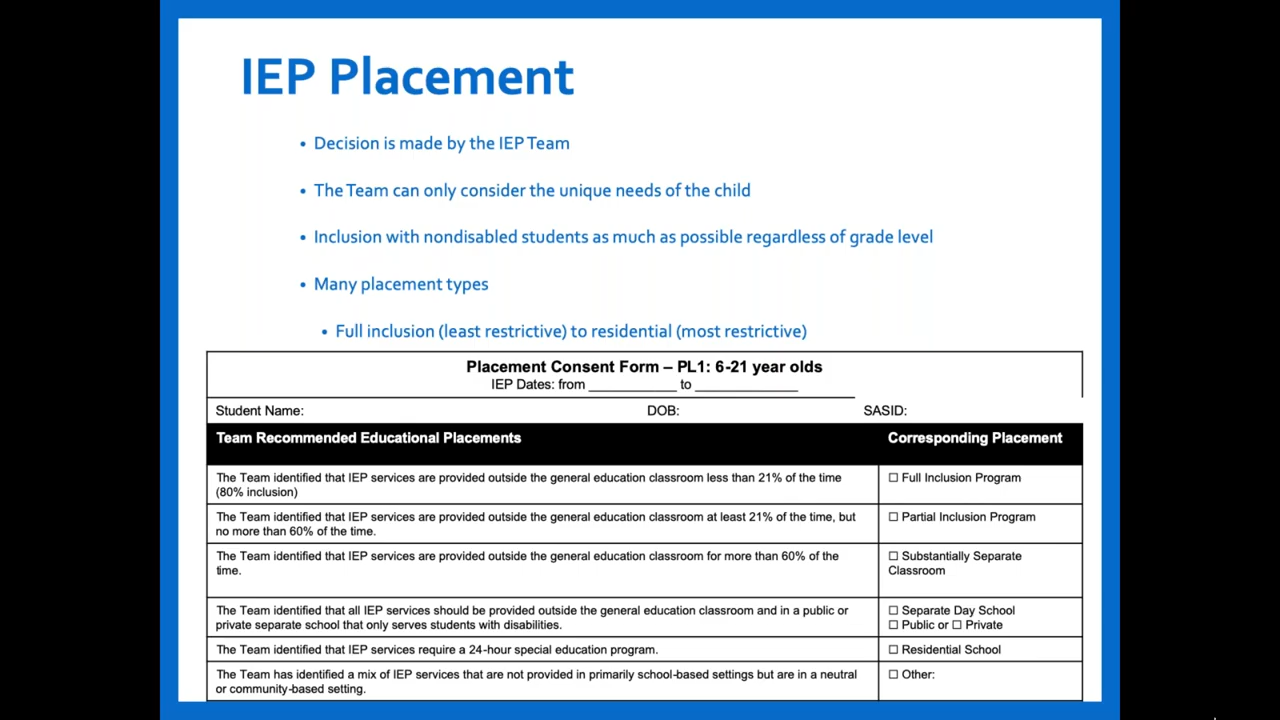 IEP Placement
• Decision is made by the IEP Team
• The Team can only consider the unique needs of the child
• Inclusion with nondisabled students as much as possible regardless of grade level
• Many placement types
• Full inclusion (least restrictive) to residential (most restrictive)
Placement Consent Form – PL1: 6-21 year olds
IEP Dates: from ____________ to ______________
Student Name: DOB: SASID:
Team Recommended Educational Placements Corresponding Placement
The Team identified that IEP services are provided outside the general education classroom less than 21% of the time
(80% inclusion)
☐ Full Inclusion Program
The Team identified that IEP services are provided outside the general education classroom at least 21% of the time, but
no more than 60% of the time.
☐ Partial Inclusion Program
The Team identified that IEP services are provided outside the general education classroom for more than 60% of the
time.
☐ Substantially Separate
Classroom
The Team identified that all IEP services should be provided outside the general education classroom and in a public or
private separate school that only serves students with disabilities.
☐ Separate Day School
☐ Public or ☐ Private
The Team identified that IEP services require a 24-hour special education program.
☐ Residential School
The Team has identified a mix of IEP services that are not provided in primarily school-based settings but are in a neutral
or community-based setting.
☐ Other: